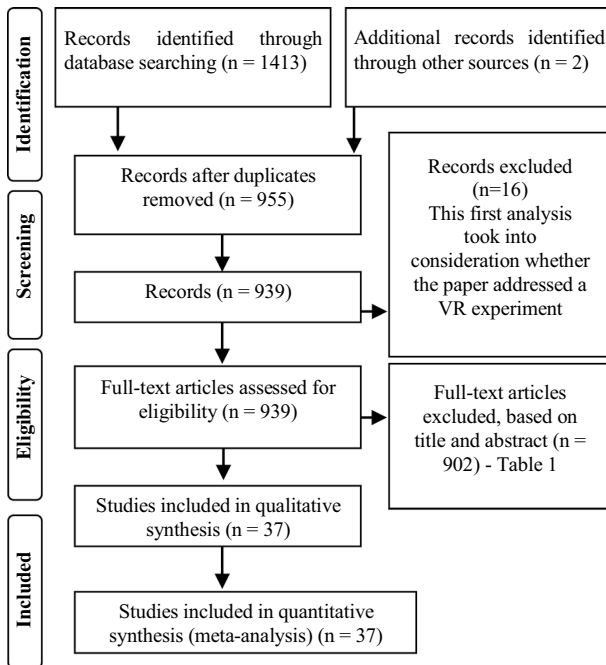 Identification
Records identified through
database searching (n = 1413)
Additional records identified
through other sources (n = 2)
Records after duplicates
removed (n = 955)
Records excluded
(n=16)
This first analysis
took into
consideration whether
the paper addressed a
VR experiment
Screening
Records (n = 939)
Eligibility
Full-text articles assessed for
eligibility (n = 939)
Full-text articles
excluded, based on
title and abstract (n =
902) - Table 1
Studies included in qualitative
synthesis (n = 37)
Included
Studies included in quantitative
synthesis (meta-analysis) (n = 37)